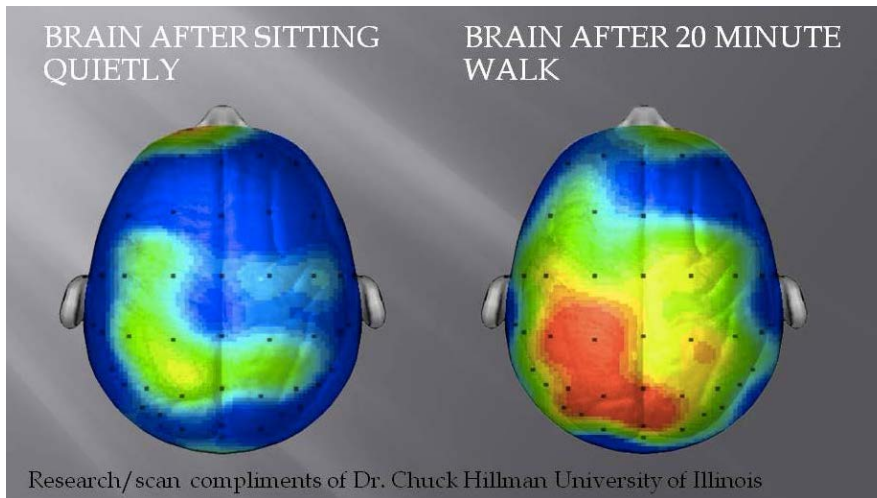 BRAIN AFTER SITTING
QUIETLY
BRAIN AFTER 20 MINUTE
WALK
Research/scan compliments of Dr. Chuck Hillman University of Illinois